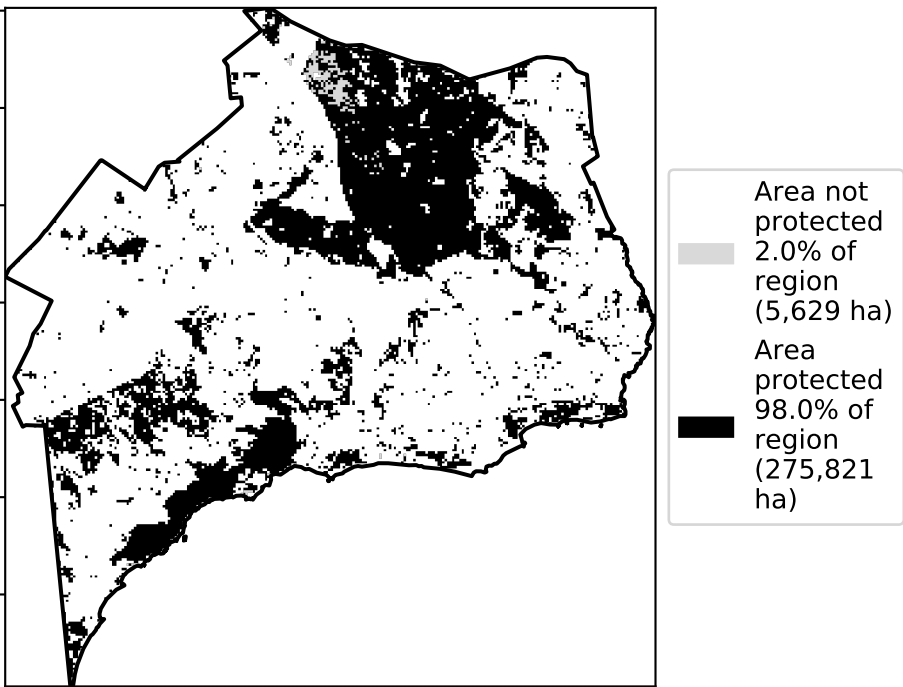 Area not
protected
2.0% of
region
(5,629 ha)
Area
protected
98.0% of
region
(275,821
ha)